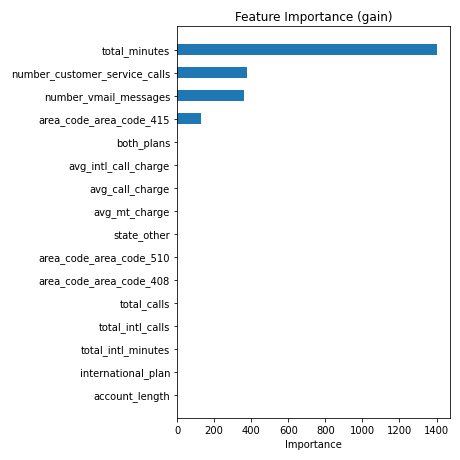 Feature Importance (gain)
total_minutes
number_customer_service_calls
number_vmail_messages
area_code_area_code_415
both_plans
avg_intl_call_charge
avg_call_charge
avg_mt_charge
state_other
area_code_area_code_510
area_code_area_code_408
total_calls
total_intl_calls
total_intl_minutes
international_plan
account_length
0 200 400 600 800 1000 1200 1400
Importance